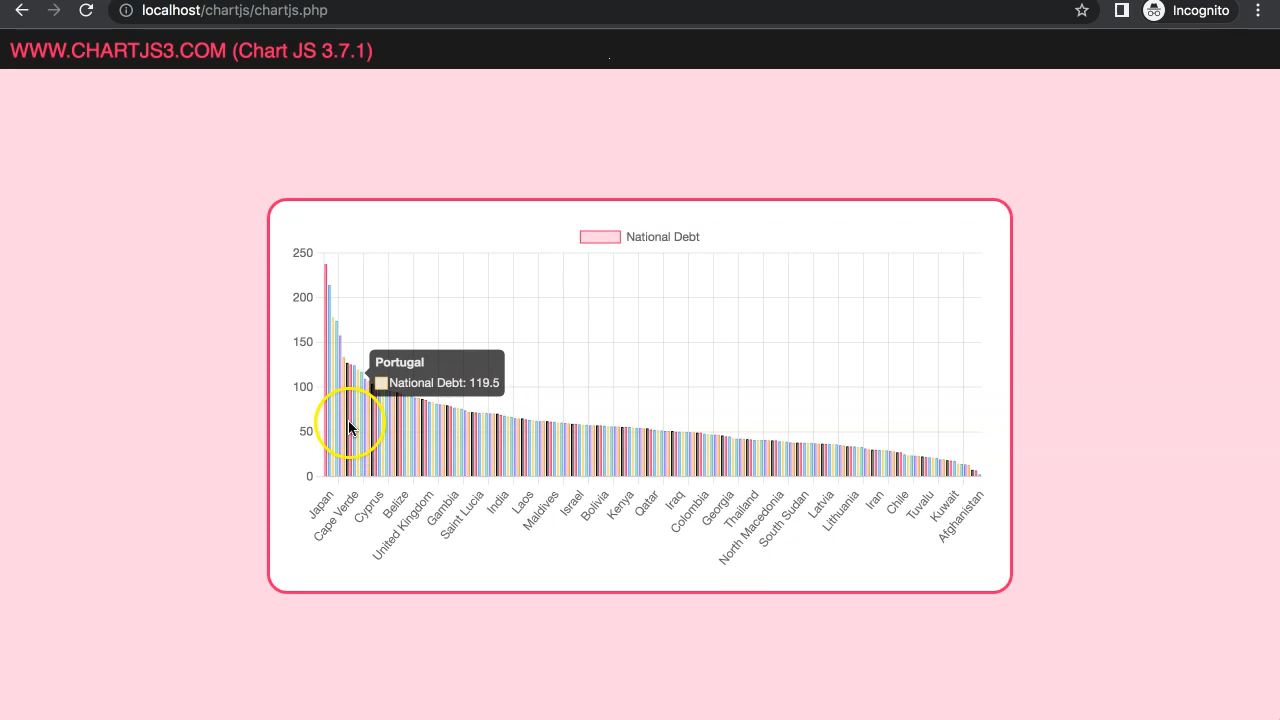 localhost/chartjs/chartjs.php
Incognito
WWW.CHARTJS3.COM (Chart JS 3.7.1)
National Debt
250
200
150
100
50
0
Portugal
National Debt: 119.5
Japan
Cape Verde
Cyprus
Belize
United Kingdom
Gambia
Saint Lucia
India
Laos
Maldives
Israel
Bolivia
Kenya
Qatar
Iraq
Colombia
Georgia
Thailand
North Macedonia
South Sudan
Latvia
Lithuania
Iran
Chile
Tuvalu
Kuwait
Afghanistan